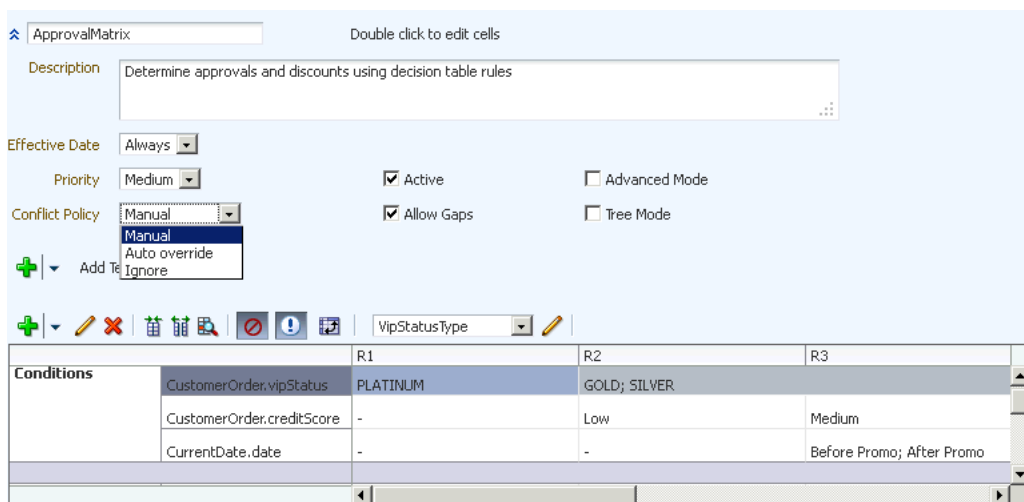 ApprovalMatrix Double click to edit cells
Description Determine approvals and discounts using decision table rules
Effective Date Always
Priority Medium Active Advanced Mode
Conflict Policy Manual Allow Gaps Tree Mode
Manual
Auto override
Add Te Ignore
VipStatusType
R1 R2 R3
Conditions CustomerOrder.vipStatus PLATINUM GOLD; SILVER
CustomerOrder.creditScore - Low Medium
CurrentDate.date - - Before Promo; After Promo